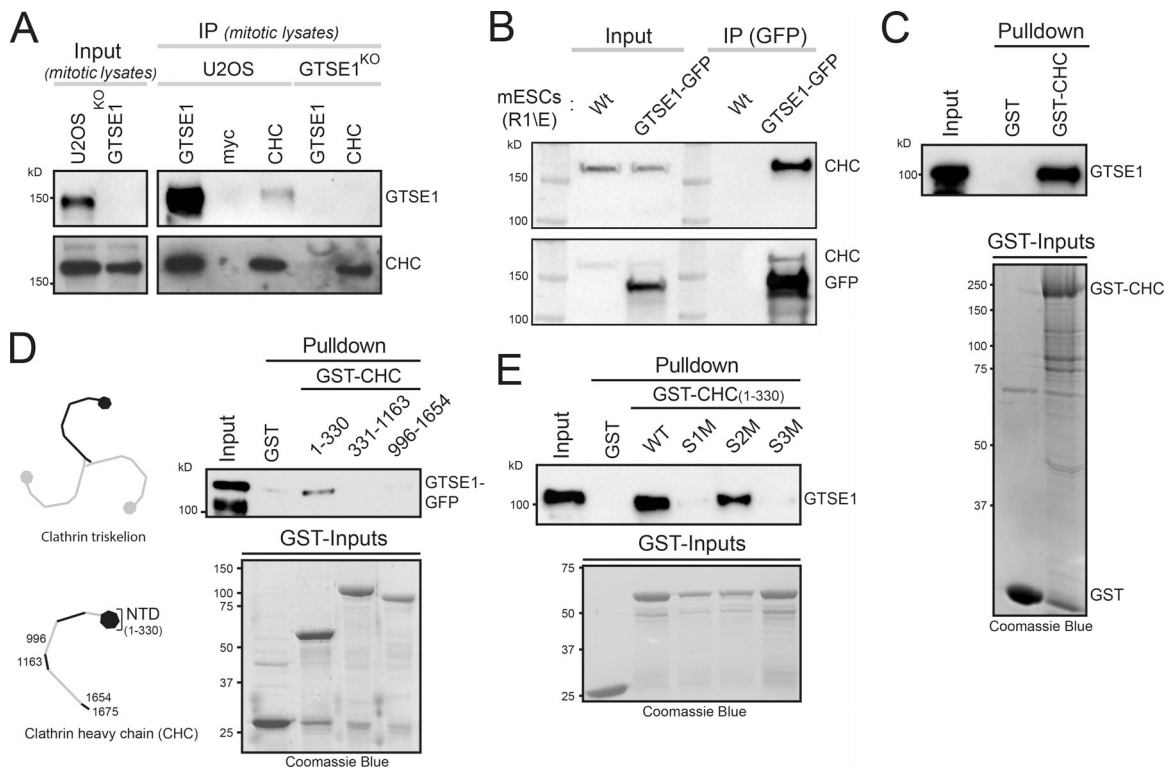 A
Input
(mitotic lysates)
IP (mitotic lysates)
U2OS
GTSE1KO
U2OS
GTSE1KO
GTSE1
myc
CHC
GTSE1
CHC
kD
150
GTSE1
150
CHC
B
Input
IP (GFP)
mESCs
(R1\E)
:
Wt
GTSE1-GFP
Wt
GTSE1-GFP
kD
150
CHC
100
CHC
150
GFP
100
C
Pulldown
Input
GST
GST-CHC
kD
100
GTSE1
GST-Inputs
250
GST-CHC
150
100
75
50
37
GST
Coomassie Blue
D
Clathrin triskelion
NTD
(1-330)
996
1163
1654
1675
Clathrin heavy chain (CHC)
Pulldown
GST-CHC
Input
GST
1-330
331-1163
996-1654
kD
GTSE1-
GFP
100
GST-Inputs
150
100
75
50
37
25
Coomassie Blue
E
Pulldown
GST-CHC(1-330)
Input
GST
WT
S1M
S2M
S3M
kD
100
GTSE1
GST-Inputs
75
50
37
25
Coomassie Blue